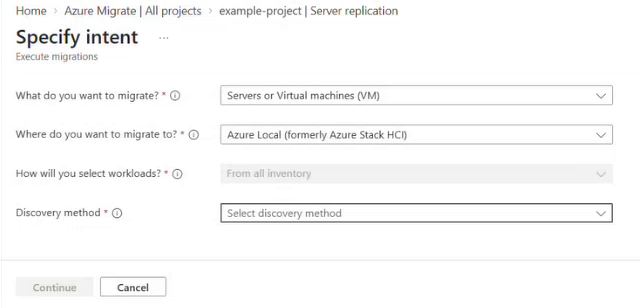 Home > Azure Migrate | All projects > example-project | Server replication
Specify intent ...
Execute migrations
What do you want to migrate? * Servers or Virtual machines (VM)
Where do you want to migrate to? * Azure Local (formerly Azure Stack HCI)
How will you select workloads? * From all inventory
Discovery method * Select discovery method
Continue Cancel